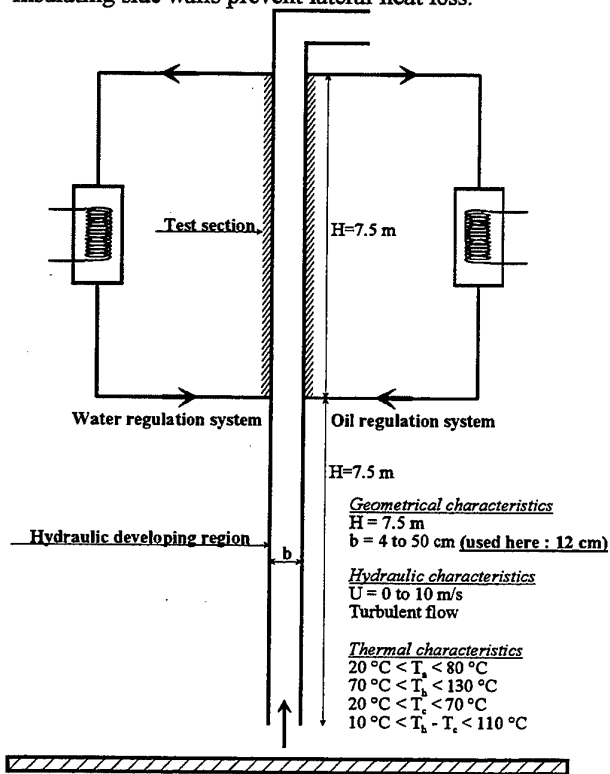 insulating side walls prevent lateral heat loss.
Test section
H=7.5 m
Water regulation system
Oil regulation system
H=7.5 m
Hydraulic developing region
b
Geometrical characteristics
H = 7.5 m
b = 4 to 50 cm (used here : 12 cm)
Hydraulic characteristics
U = 0 to 10 m/s
Turbulent flow
Thermal characteristics
20 °C < Ta < 80 °C
70 °C < Th < 130 °C
20 °C < Tc < 70 °C
10 °C < Th - Tc < 110 °C